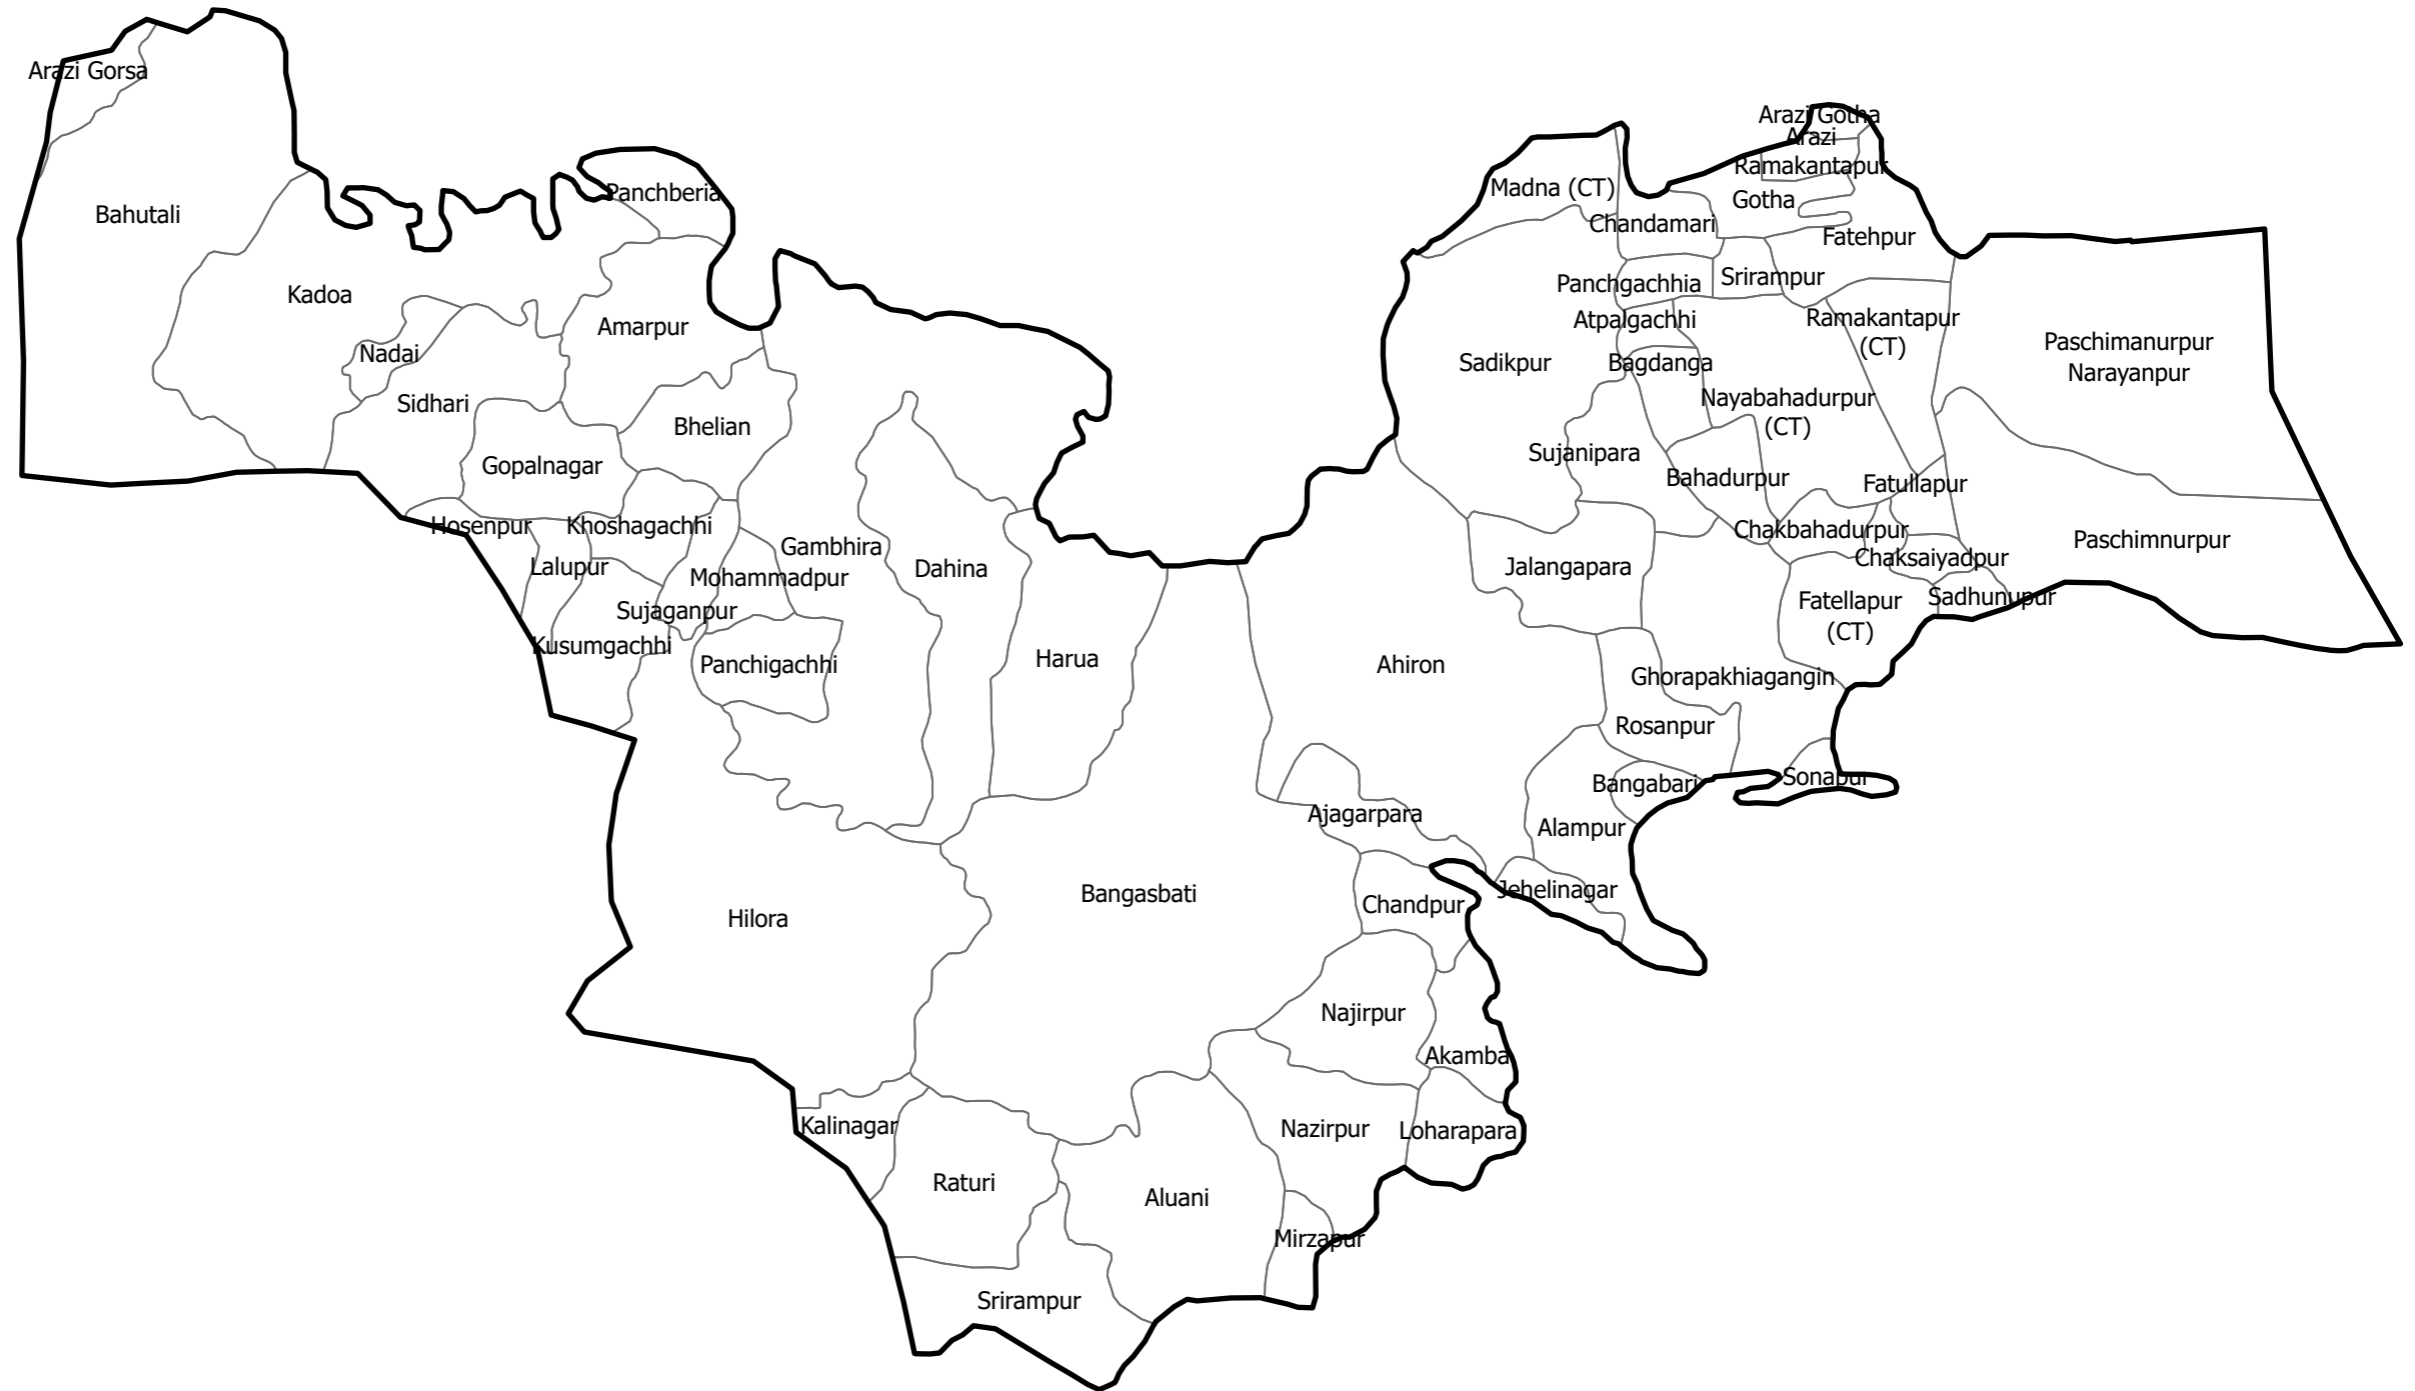 Arazi Gorsa
Arazi Gotha
Arazi
Ramakantapur
Panchberia
Madna (CT)
Gotha
Bahutali
Chandamari
Fatehpur
Kadoa
Panchgachhia
Srirampur
Amarpur
Atpalgachhi
Ramakantapur
(CT)
Nadai
Sadikpur
Bagdanga
Paschimanurpur
Narayanpur
Sidhari
Nayabahadurpur
(CT)
Bhelian
Gopalnagar
Sujanipara
Bahadurpur
Fatullapur
Hosenpur
Khoshagachhi
Chakbahadurpur
Gambhira
Paschimnurpur
Lalupur
Dahina
Jalangapara
Chaksaiyadpur
Mohammadpur
Sujaganpur
Fatellapur
(CT)
Sadhunupur
Kusumgachhi
Panchigachhi
Harua
Ahiron
Ghorapakhiagangin
Rosanpur
Bangabari
Sonapur
Ajagarpara
Alampur
Hilora
Bangasbati
Chandpur
Jehelinagar
Najirpur
Akamba
Kalinagar
Nazirpur
Loharapara
Raturi
Aluani
Mirzapur
Srirampur